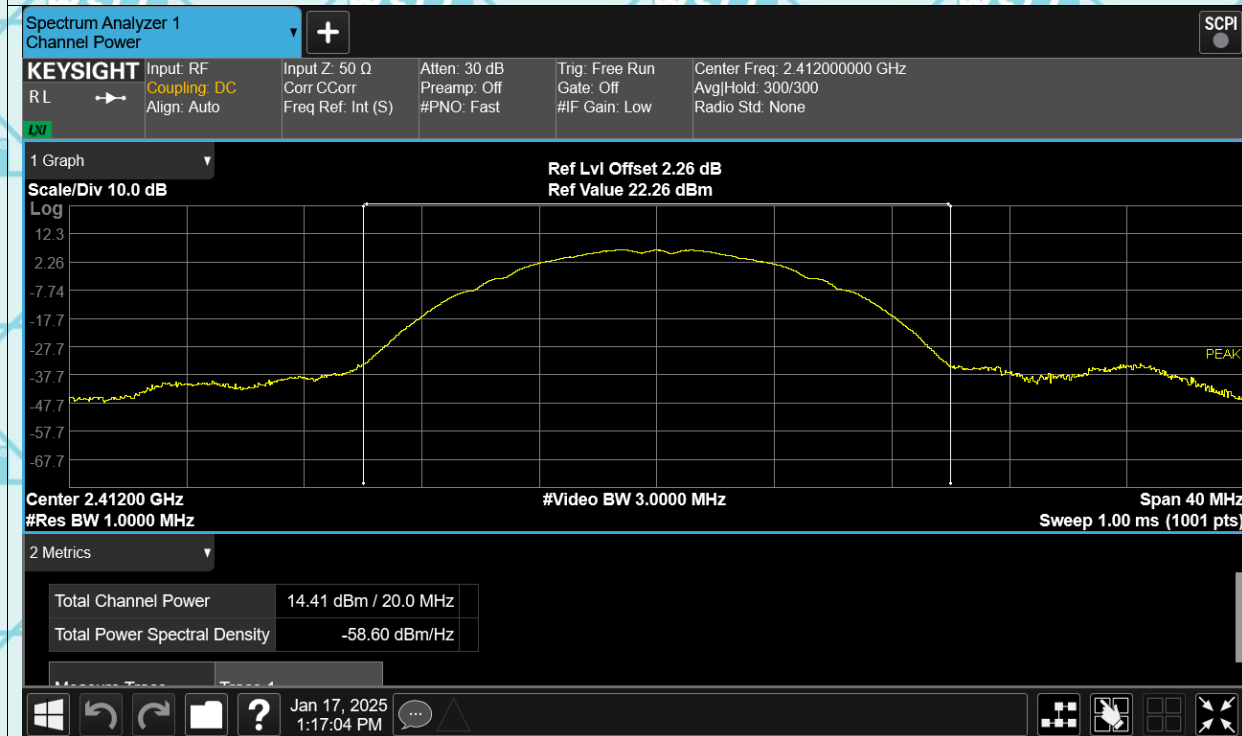 Spectrum Analyzer 1
Channel Power
▼
+
SCPI
KEYSIGHT
RL
LXI
Input: RF
Coupling: DC
Align: Auto
Input Z: 50 Ω
Corr CCorr
Freq Ref: Int (S)
Atten: 30 dB
Preamp: Off
#PNO: Fast
Trig: Free Run
Gate: Off
#IF Gain: Low
Center Freq: 2.412000000 GHz
Avg|Hold: 300/300
Radio Std: None
1 Graph ▼
Scale/Div 10.0 dB
Ref Lvl Offset 2.26 dB
Ref Value 22.26 dBm
Log
12.3
2.26
-7.74
-17.7
-27.7
-37.7
-47.7
-57.7
-67.7
PEAK
Center 2.41200 GHz
#Video BW 3.0000 MHz
Span 40 MHz
#Res BW 1.0000 MHz
Sweep 1.00 ms (1001 pts)
2 Metrics ▼
Total Channel Power 14.41 dBm / 20.0 MHz
Total Power Spectral Density -58.60 dBm/Hz
Measure Trace Trace 1
?
Jan 17, 2025
1:17:04 PM